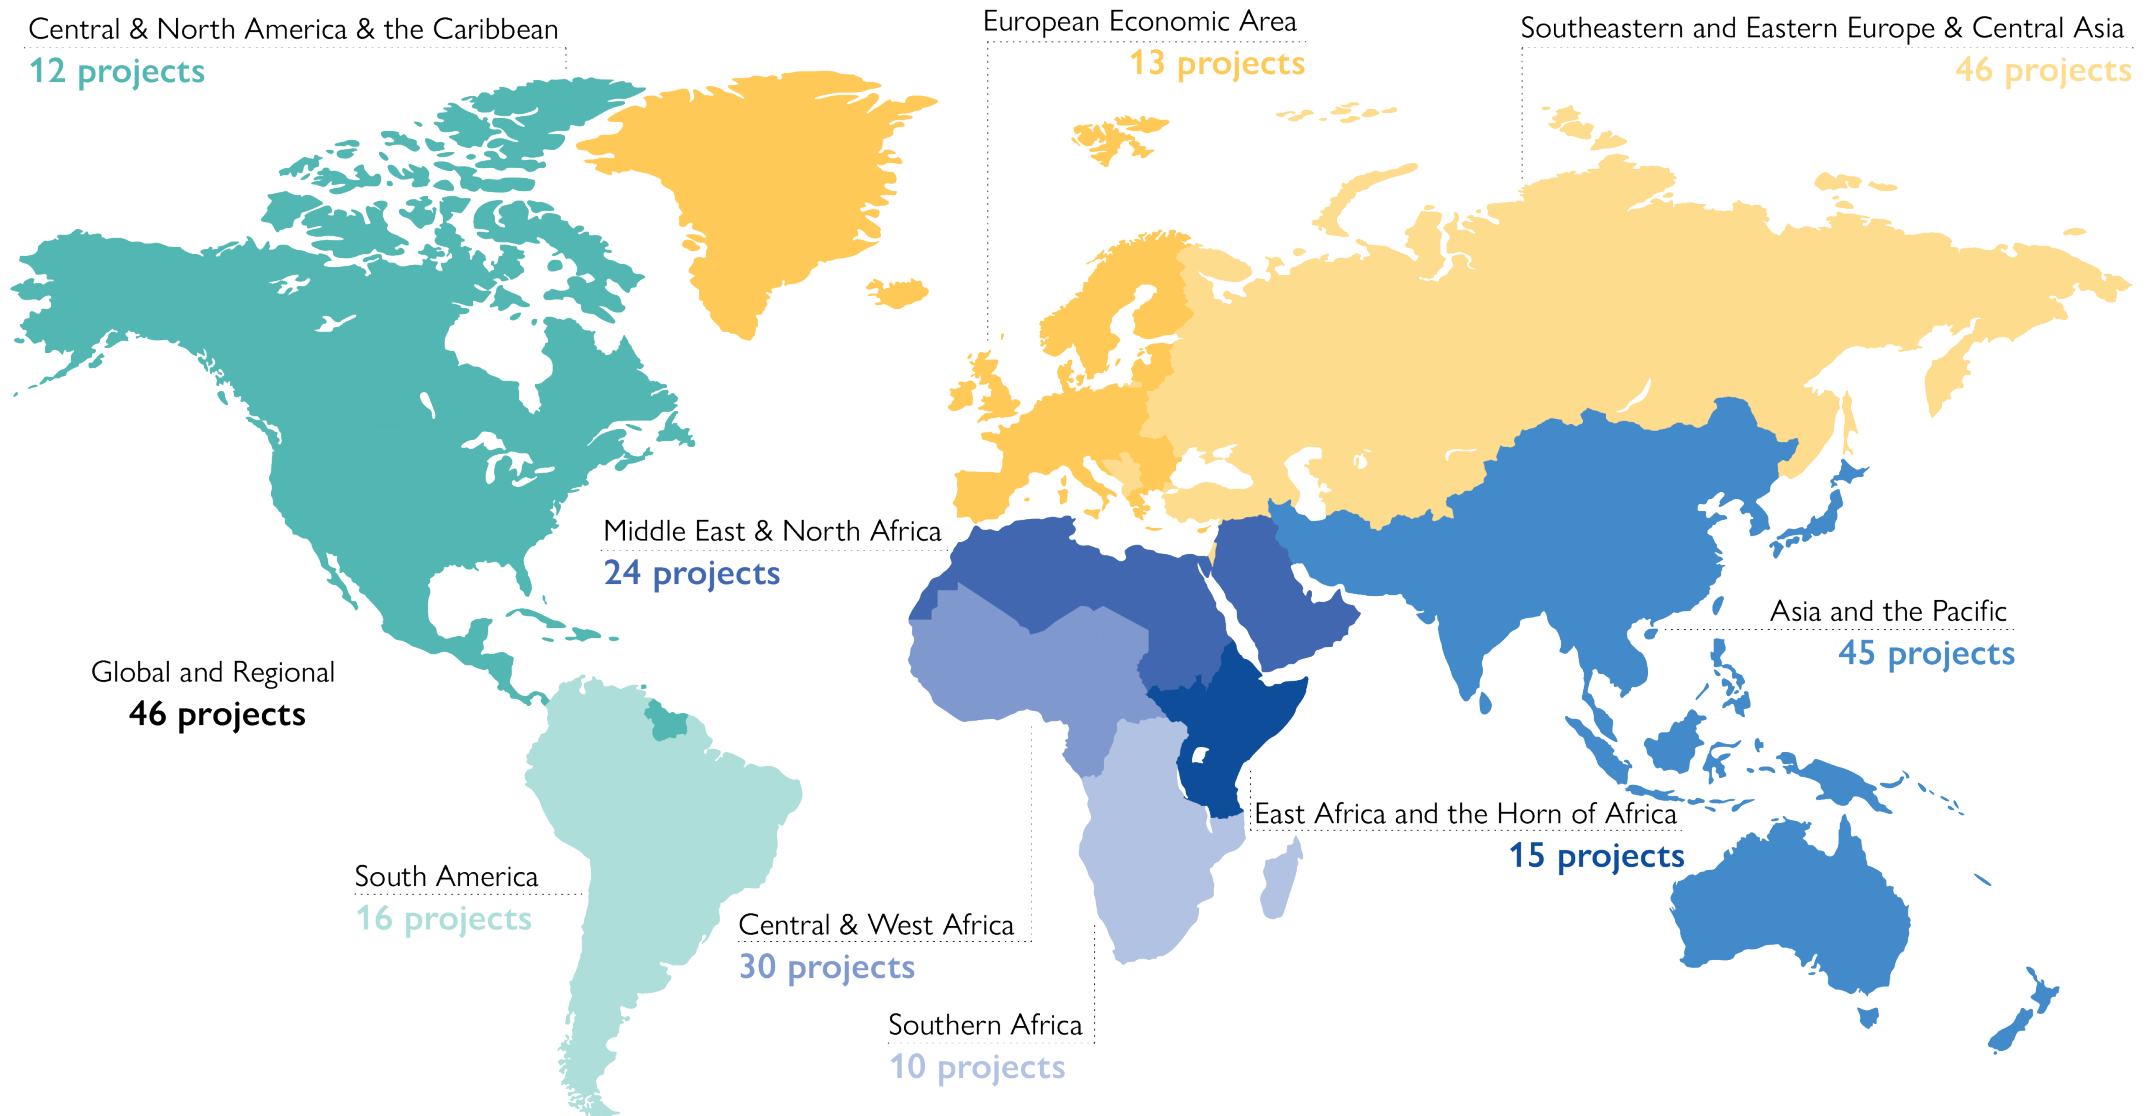 Central & North America & the Caribbean
12 projects
European Economic Area
13 projects
Southeastern and Eastern Europe & Central Asia
46 projects
Middle East & North Africa
24 projects
Asia and the Pacific
45 projects
Global and Regional
46 projects
East Africa and the Horn of Africa
15 projects
South America
16 projects
Central & West Africa
30 projects
Southern Africa
10 projects